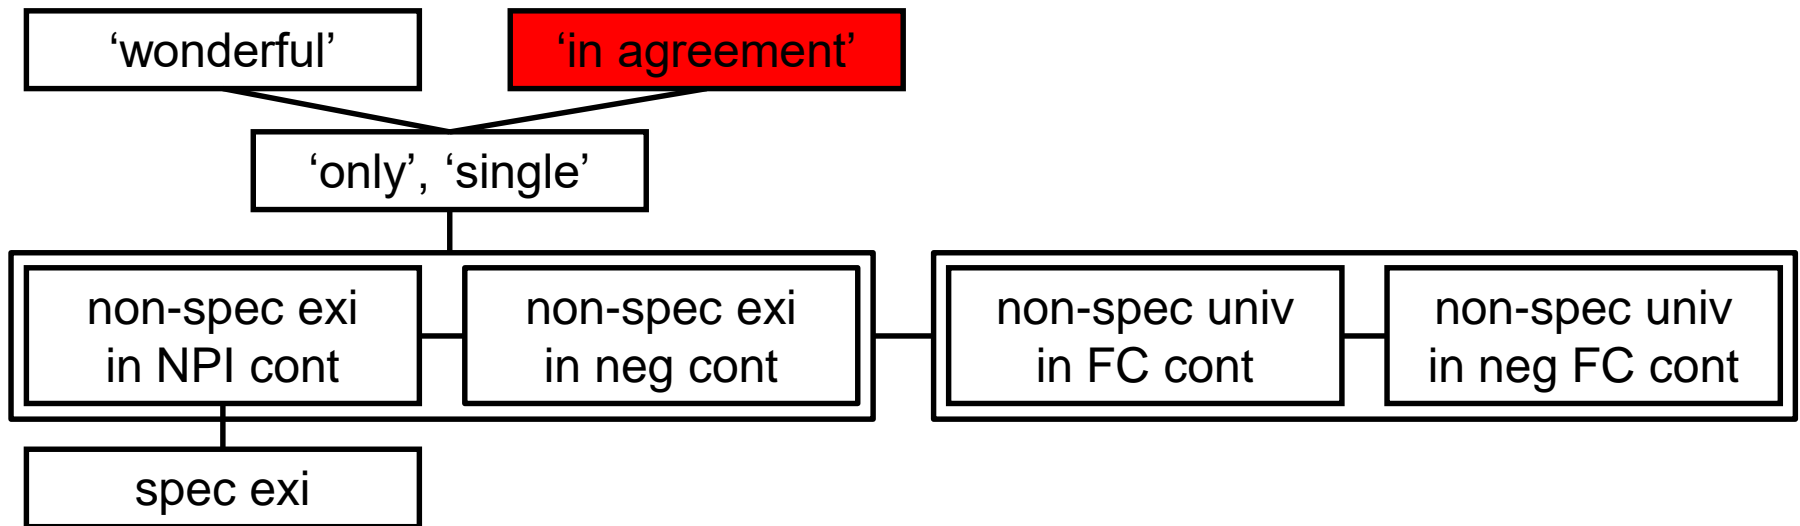 ‘wonderful’
‘in agreement’
‘only’, ‘single’
non-spec exi
in NPI cont
non-spec exi
in neg cont
non-spec univ
in FC cont
non-spec univ
in neg FC cont
spec exi